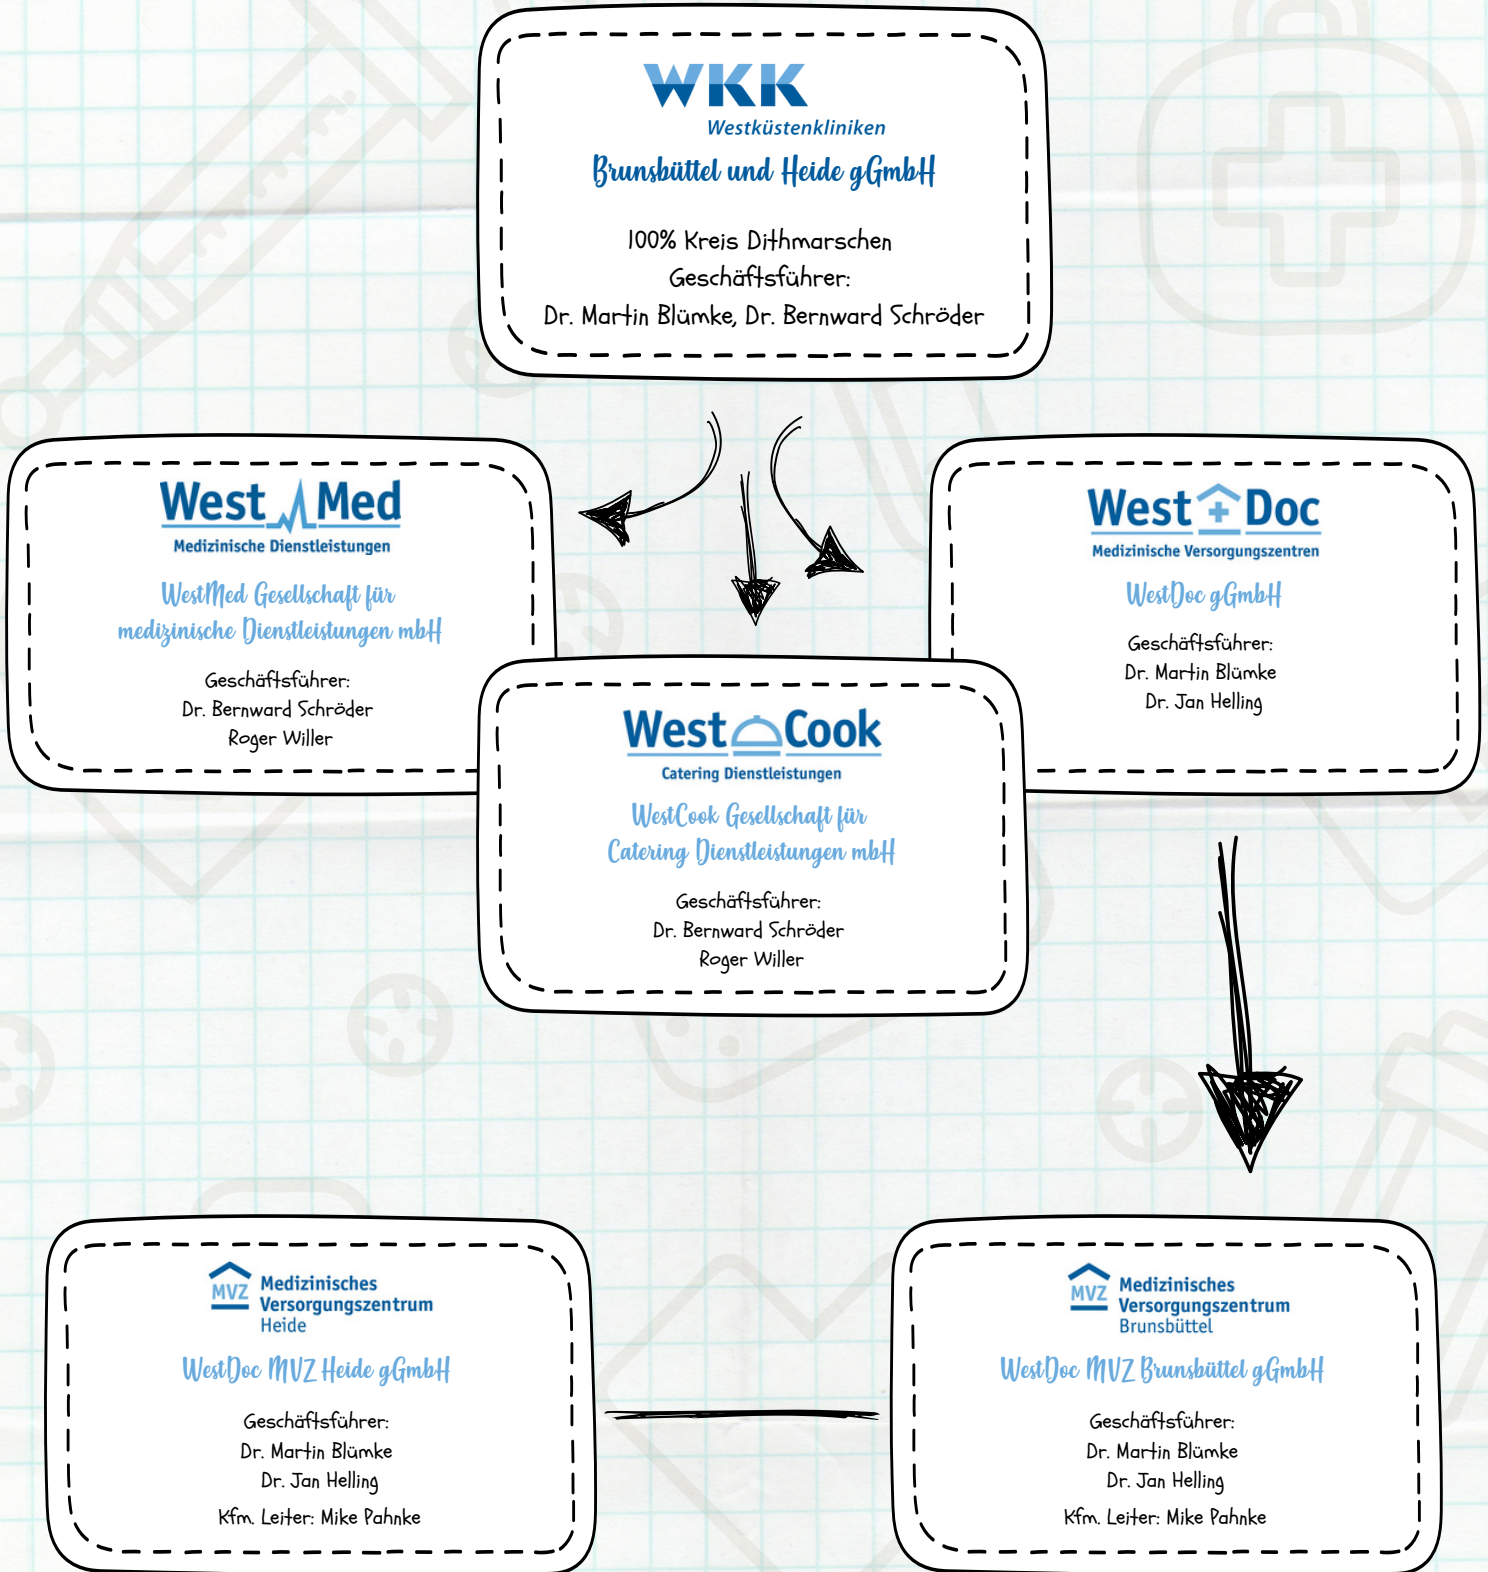 WKK
Westküstenkliniken
Brunsbüttel und Heide gGmbH
100% Kreis Dithmarschen
Geschäftsführer:
Dr. Martin Blümke, Dr. Bernward Schröder
West Med
Medizinische Dienstleistungen
WestMed Gesellschaft für
medizinische Dienstleistungen mbH
Geschäftsführer:
Dr. Bernward Schröder
Roger Willer
West Doc
Medizinische Versorgungszentren
WestDoc gGmbH
Geschäftsführer:
Dr. Martin Blümke
Dr. Jan Helling
West Cook
Catering Dienstleistungen
WestCook Gesellschaft für
Catering Dienstleistungen mbH
Geschäftsführer:
Dr. Bernward Schröder
Roger Willer
MVZ Medizinisches
Versorgungszentrum
Heide
WestDoc MVZ Heide gGmbH
Geschäftsführer:
Dr. Martin Blümke
Dr. Jan Helling
Kfm. Leiter: Mike Pahnke
MVZ Medizinisches
Versorgungszentrum
Brunsbüttel
WestDoc MVZ Brunsbüttel gGmbH
Geschäftsführer:
Dr. Martin Blümke
Dr. Jan Helling
Kfm. Leiter: Mike Pahnke